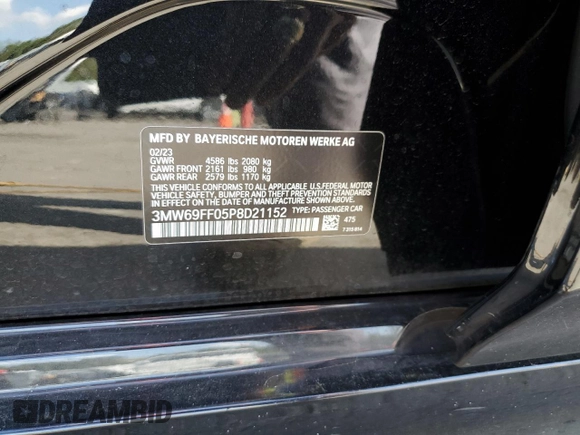 MFD BY BAYERISCHE MOTOREN WERKE AG
02/23
GVWR 4586 lbs 2080 kg
GAWR FRONT 2161 lbs 980 kg
GAWR REAR 2579 lbs 1170 kg
THIS VEHICLE CONFORMS TO ALL APPLICABLE U.S.FEDERAL MOTOR
VEHICLE SAFETY, BUMPER AND THEFT PREVENTION
STANDARDS IN EFFECT ON THE DATE OF MANUFACTURE SHOWN ABOVE.
3MW69FF05P8D21152 TYPE: PASSENGER CAR
475
DREAMBID